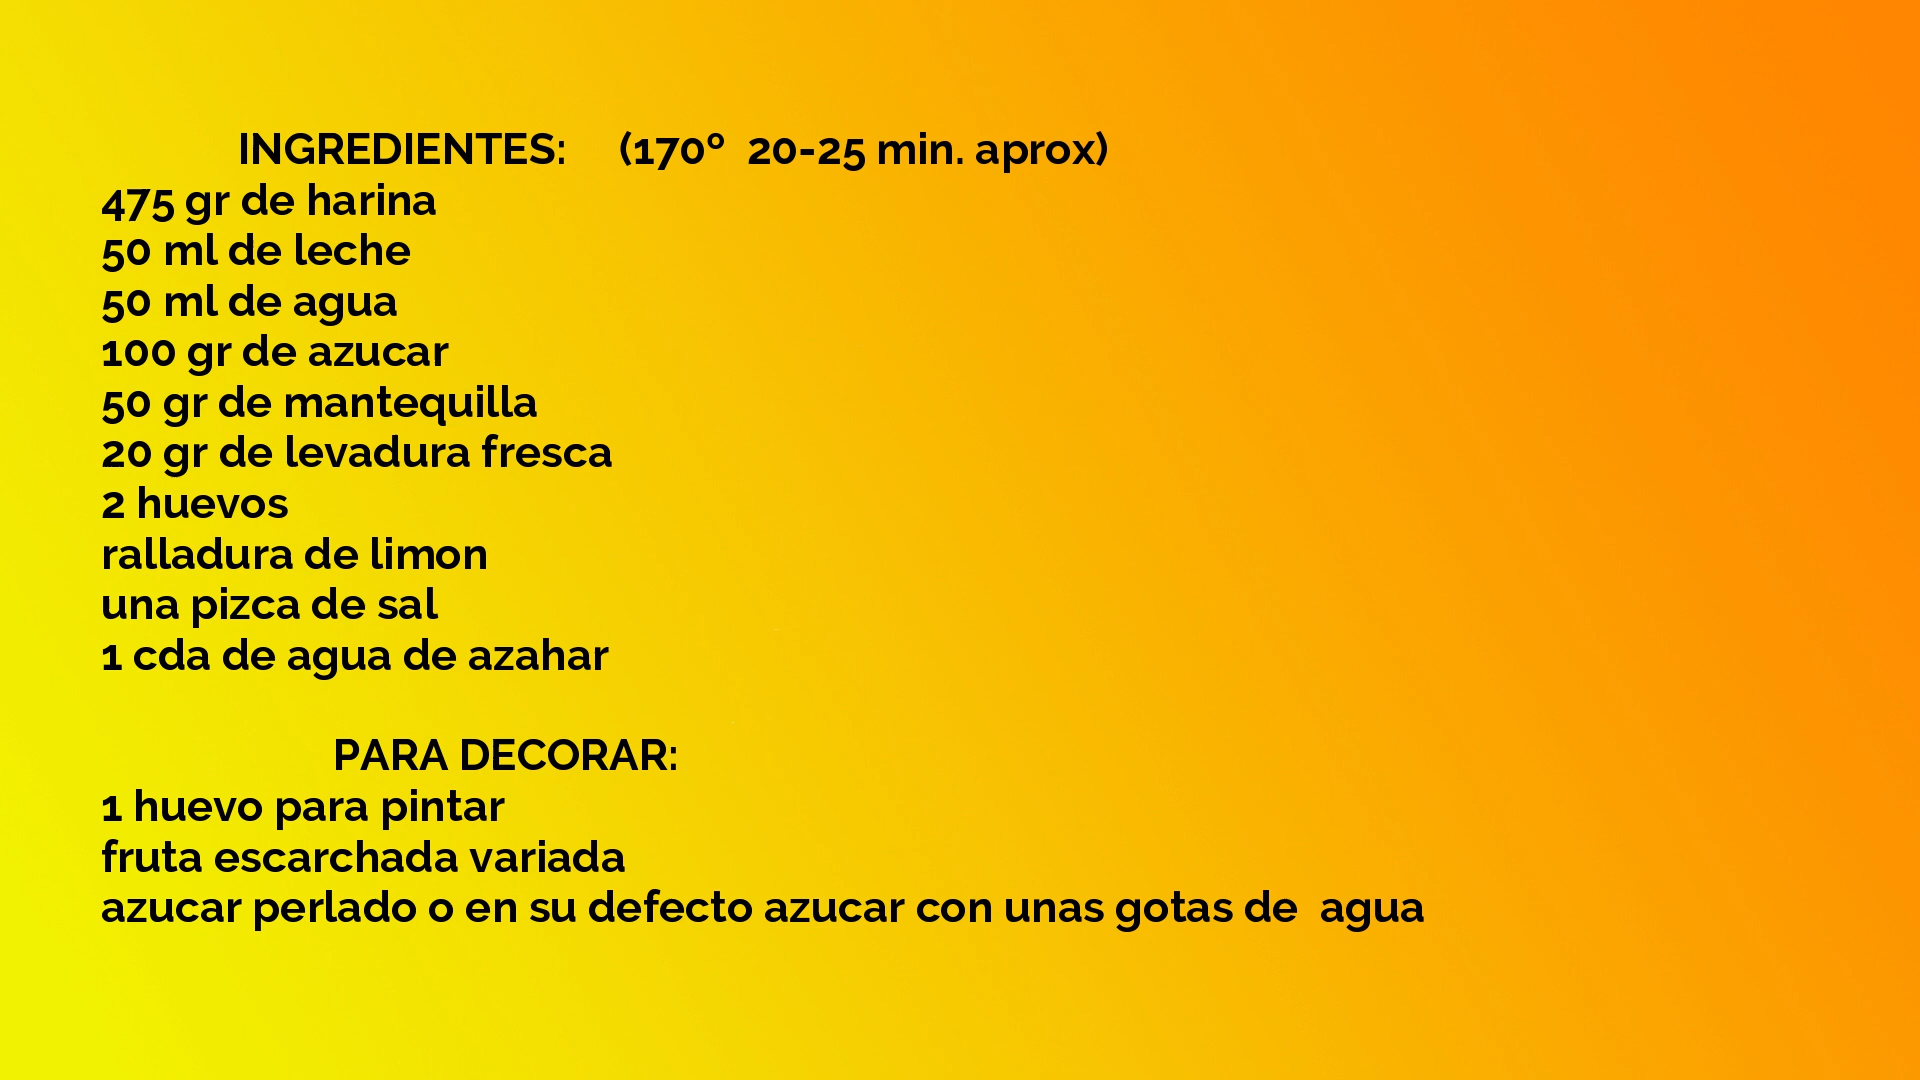 INGREDIENTES: (170º 20-25 min. aprox)
475 gr de harina
50 ml de leche
50 ml de agua
100 gr de azucar
50 gr de mantequilla
20 gr de levadura fresca
2 huevos
ralladura de limon
una pizca de sal
1 cda de agua de azahar
PARA DECORAR:
1 huevo para pintar
fruta escarchada variada
azucar perlado o en su defecto azucar con unas gotas de agua